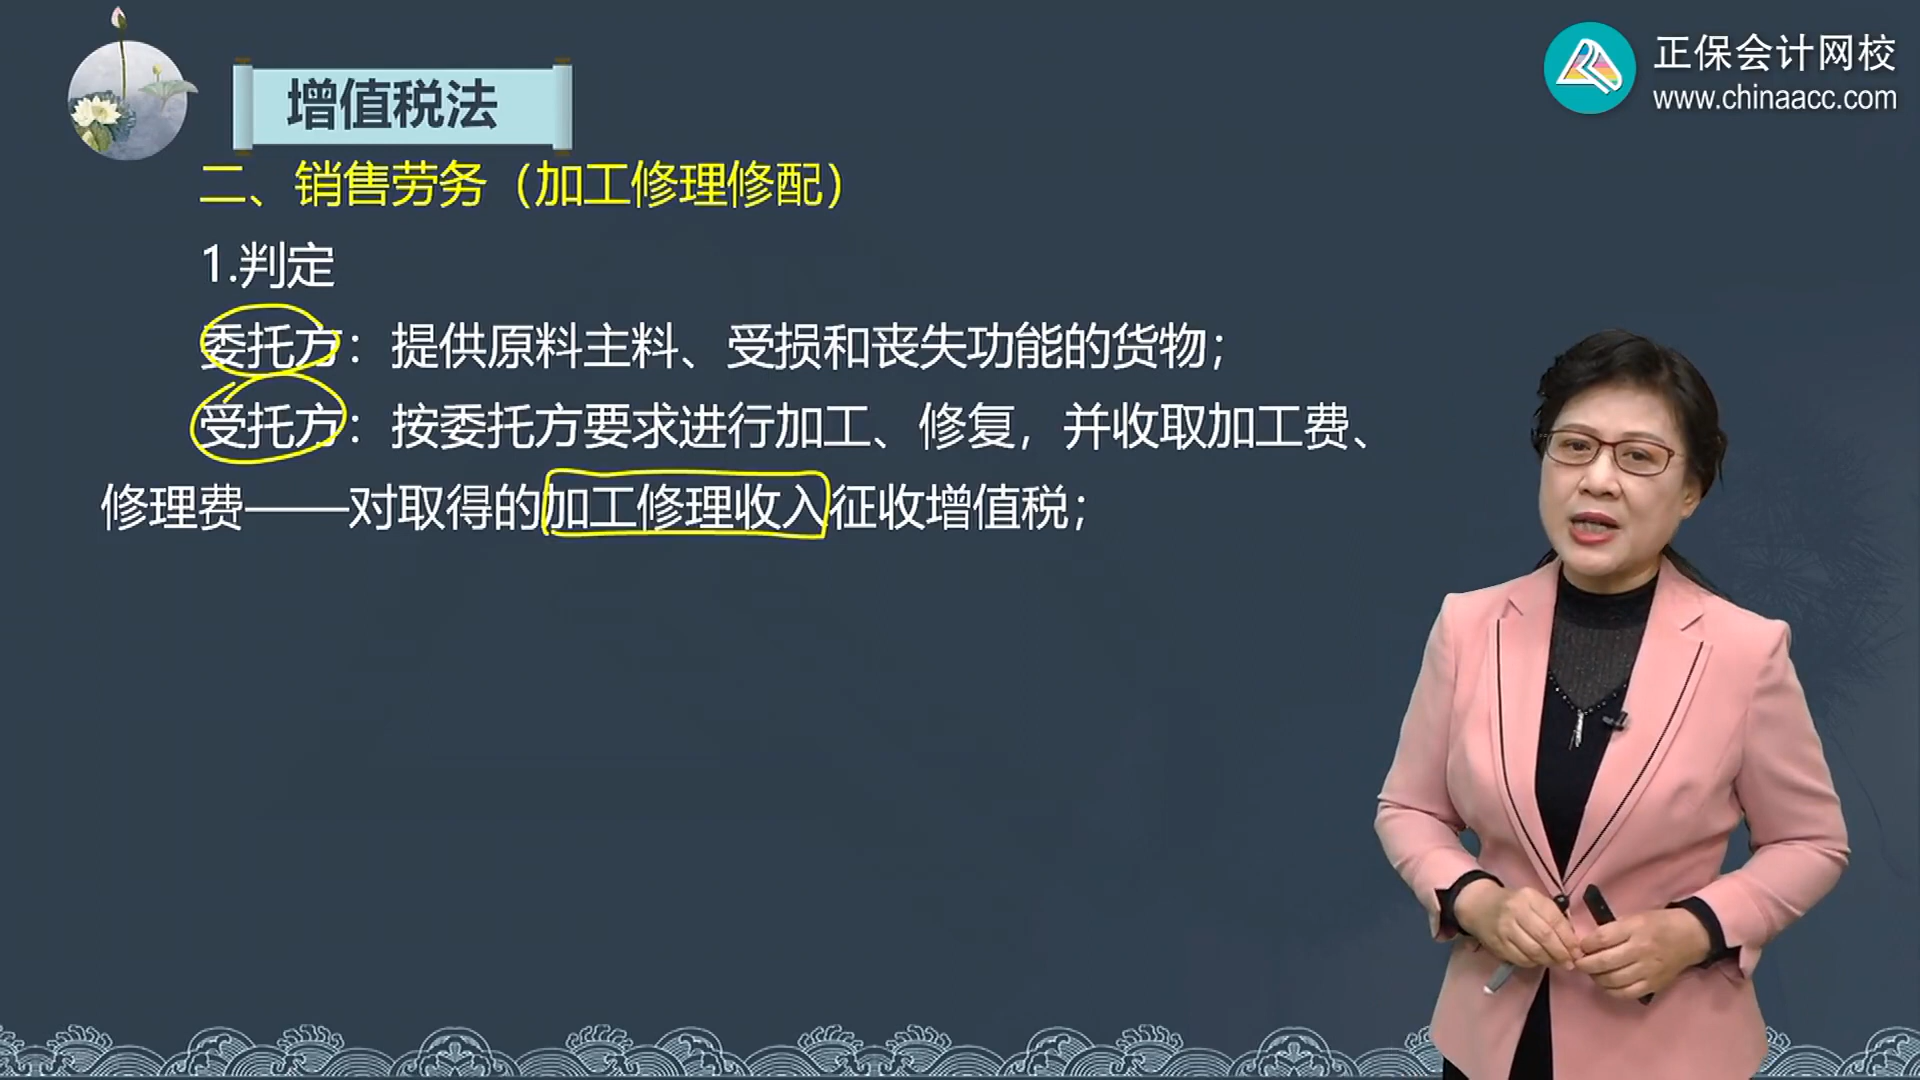 正保会计网校
www.chinaacc.com
增值税法
二、销售劳务（加工修理修配）
1.判定
委托方：提供原料主料、受损和丧失功能的货物；
受托方：按委托方要求进行加工、修复，并收取加工费、
修理费——对取得的加工修理收入征收增值税；